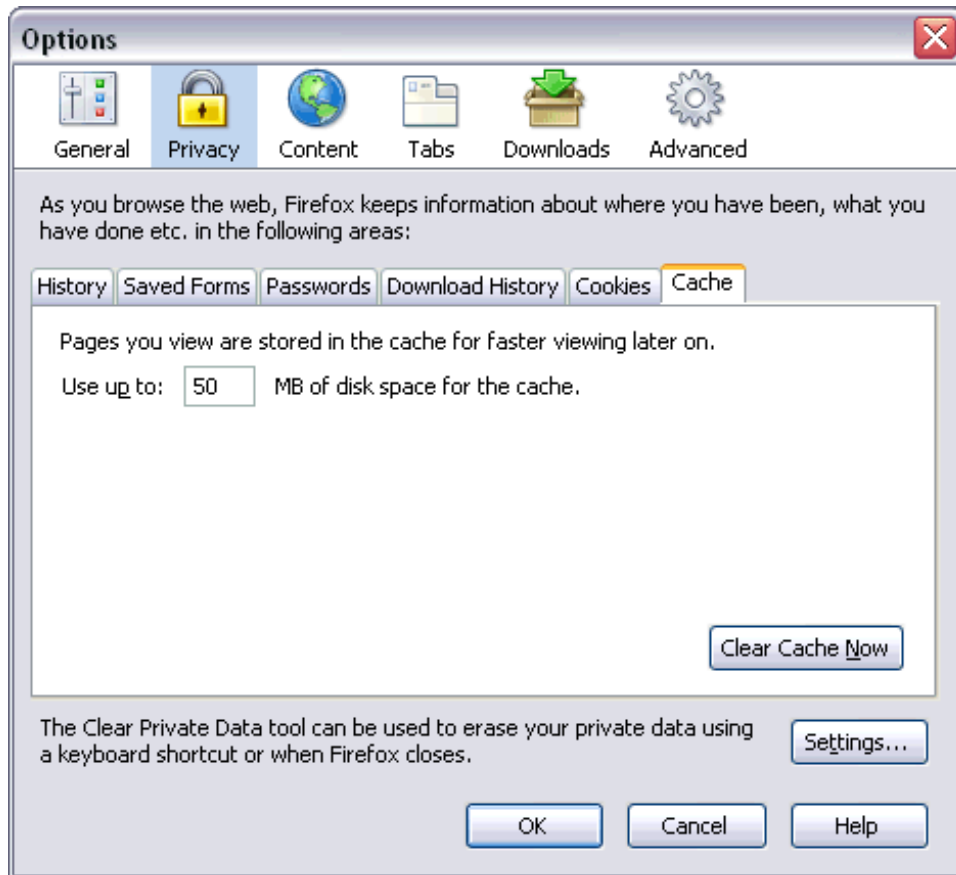 Options
General Privacy Content Tabs Downloads Advanced
As you browse the web, Firefox keeps information about where you have been, what you
have done etc. in the following areas:
History Saved Forms Passwords Download History Cookies Cache
Pages you view are stored in the cache for faster viewing later on.
Use up to: 50 MB of disk space for the cache.
Clear Cache Now
The Clear Private Data tool can be used to erase your private data using
a keyboard shortcut or when Firefox closes.
Settings...
OK Cancel Help